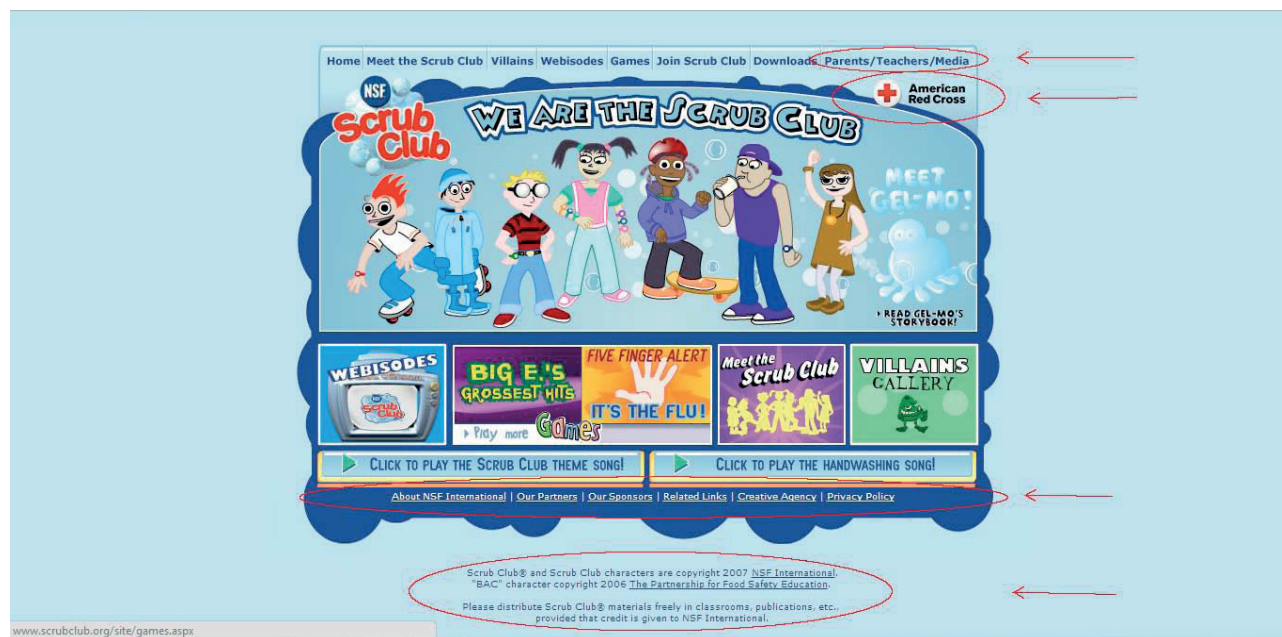 Home Meet the Scrub Club Villains Webisodes Games Join Scrub Club Downloads Parents/Teachers/Media
NSF
Scrub
Club
WE ARE THE SCRUB CLUB
American
Red Cross
MEET
GEL-MO!
READ GEL-MO'S
STORYBOOK!
WEBISODES
NSF
Scrub
Club
BIG E.'S
GROSSEST HITS
FIVE FINGER ALERT
IT'S THE FLU!
Play more Games
Meet the
Scrub Club
VILLAINS
GALLERY
CLICK TO PLAY THE SCRUB CLUB THEME SONG!
CLICK TO PLAY THE HANDWASHING SONG!
About NSF International | Our Partners | Our Sponsors | Related Links | Creative Agency | Privacy Policy
Scrub Club® and Scrub Club characters are copyright 2007 NSF International.
"BAC" character copyright 2006 The Partnership for Food Safety Education.
Please distribute Scrub Club® materials freely in classrooms, publications, etc.,
provided that credit is given to NSF International.
www.scrubclub.org/site/games.aspx